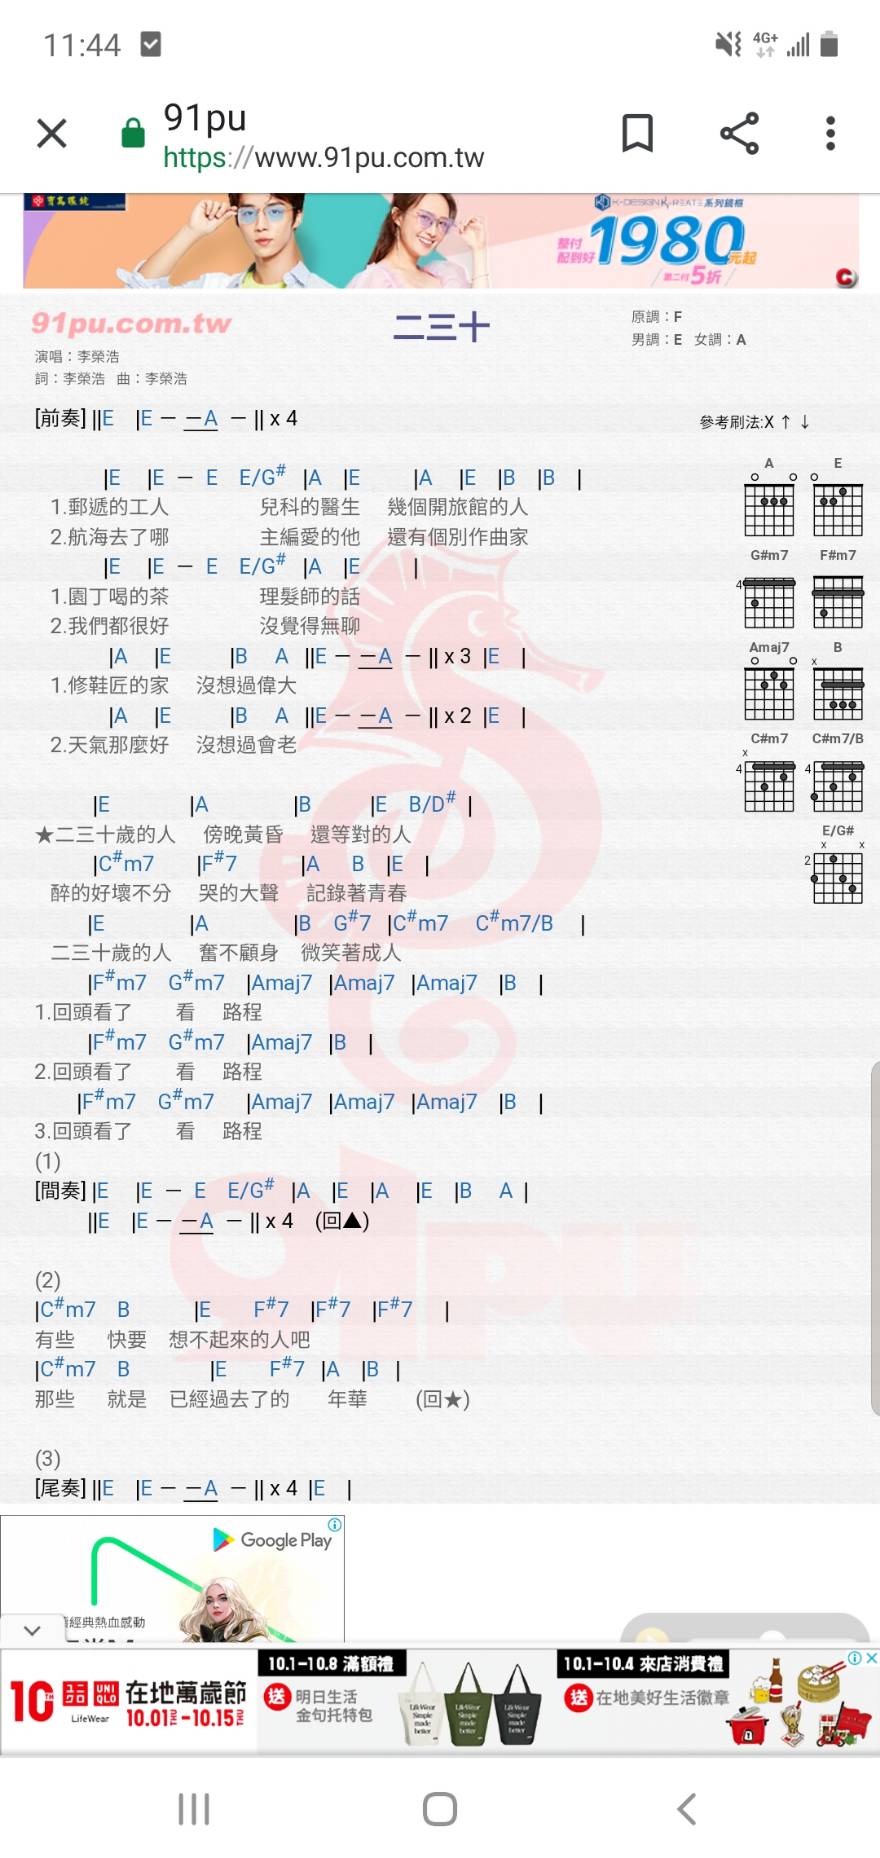 11:44
4G+
91pu
https://www.91pu.com.tw
寶島眼鏡
K-DESIGN K-REATE系列鏡框
整付配到好1980元起
第二付5折
91pu.com.tw 二三十 原調：F
男調：E 女調：A
演唱：李榮浩
詞：李榮浩 曲：李榮浩
[前奏] ||E |E – –A – || x 4 參考刷法:X ↑ ↓
|E |E – E E/G# |A |E |A |E |B |B |
1.郵遞的工人 兒科的醫生 幾個開旅館的人
2.航海去了哪 主編愛的他 還有個別作曲家
|E |E – E E/G# |A |E |
1.園丁喝的茶 理髮師的話
2.我們都很好 沒覺得無聊
|A |E |B A ||E – –A – || x 3 |E |
1.修鞋匠的家 沒想過偉大
|A |E |B A ||E – –A – || x 2 |E |
2.天氣那麼好 沒想過會老
|E |A |B |E B/D# |
★二三十歲的人 傍晚黃昏 還等對的人
|C#m7 |F#7 |A B |E |
醉的好壞不分 哭的大聲 記錄著青春
|E |A |B G#7 |C#m7 C#m7/B |
二三十歲的人 奮不顧身 微笑著成人
|F#m7 G#m7 |Amaj7 |Amaj7 |Amaj7 |B |
1.回頭看了 看 路程
|F#m7 G#m7 |Amaj7 |B |
2.回頭看了 看 路程
|F#m7 G#m7 |Amaj7 |Amaj7 |Amaj7 |B |
3.回頭看了 看 路程
(1)
[間奏] |E |E – E E/G# |A |E |A |E |B A |
||E |E – –A – || x 4 (回▲)
(2)
|C#m7 B |E F#7 |F#7 |F#7 |
有些 快要 想不起來的人吧
|C#m7 B |E F#7 |A |B |
那些 就是 已經過去了的 年華 (回★)
(3)
[尾奏] ||E |E – –A – || x 4 |E |
A E
G#m7 F#m7
4
Amaj7 B
x
C#m7 C#m7/B
x
4 4
E/G#
x x
2
91pu
Google Play
經典熱血感動
10TH UNIQLO 在地萬歲節
LifeWear 10.01-10.15
10.1-10.8 滿額禮
送 明日生活
金句托特包
LifeWear
Simple
made
better
LifeWear
Simple
made
better
LifeWear
Simple
made
better
10.1-10.4 來店消費禮
送 在地美好生活徽章